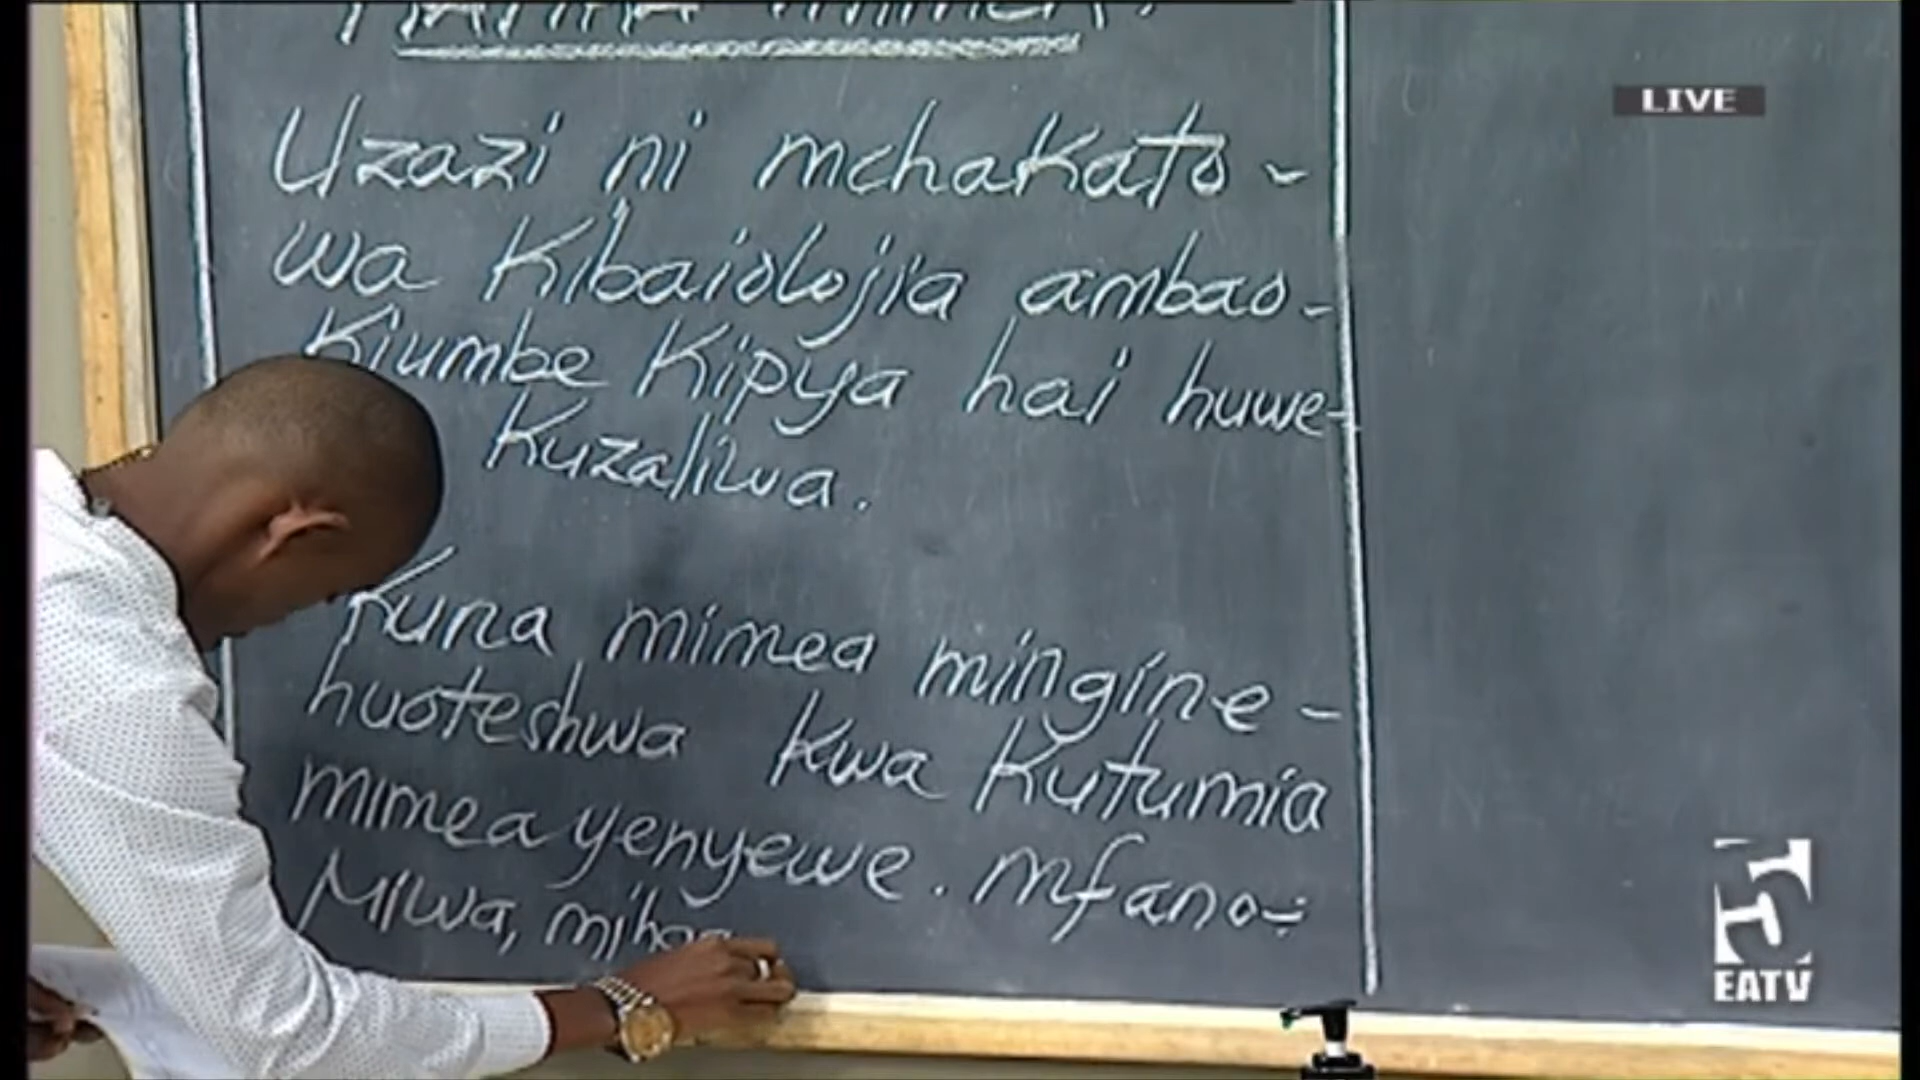 Uzazi ni mchakato -
wa Kibaiolojia ambao -
Kiumbe Kipya hai huwe-
Kuzaliwa.
Kuna mimea mingine -
huoteshwa kwa Kutumia
mimea yenyewe. Mfano:-
Miwa,
LIVE
5
EATV